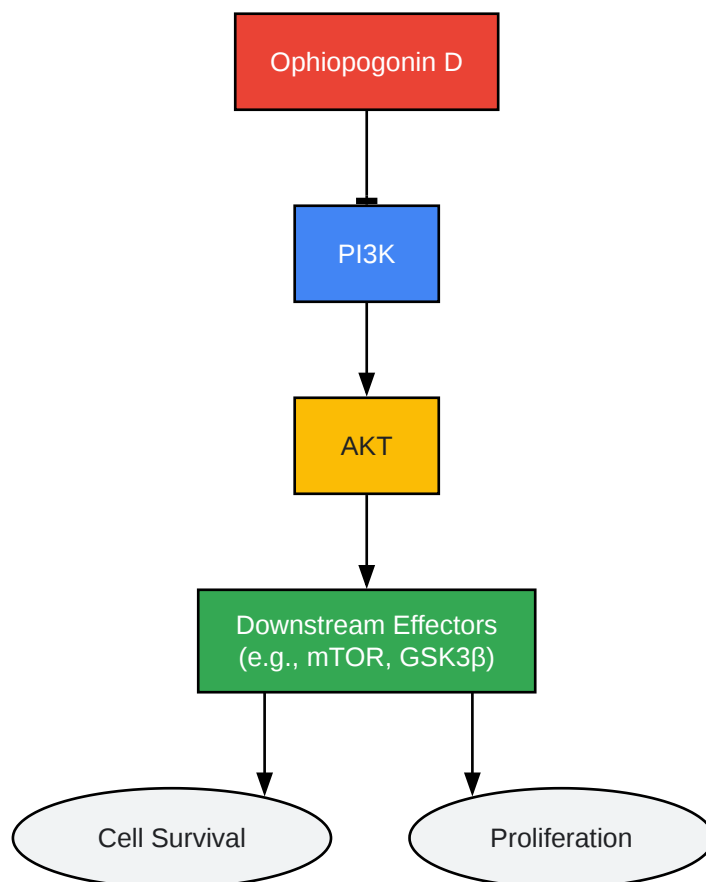 Ophiopogonin D
PI3K
AKT
Downstream Effectors
(e.g., mTOR, GSK3β)
Cell Survival
Proliferation